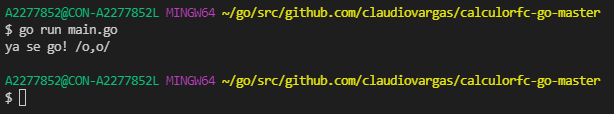 A2277852@CON-A2277852L MINGW64 ~/go/src/github.com/claudiovargas/calculorfc-go-master
$ go run main.go
ya se go! /o,o/
A2277852@CON-A2277852L MINGW64 ~/go/src/github.com/claudiovargas/calculorfc-go-master
$